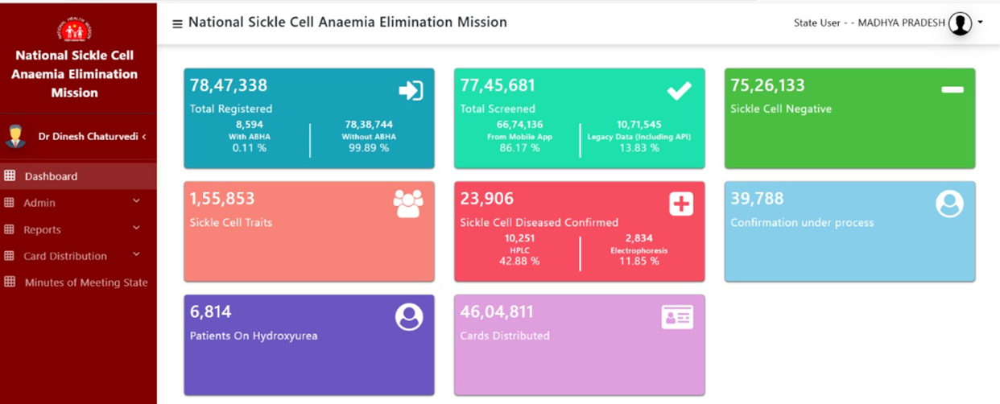 National Sickle Cell
Anaemia Elimination
Mission
Dr Dinesh Chaturvedi <
Dashboard
Admin
Reports
Card Distribution
Minutes of Meeting State
National Sickle Cell Anaemia Elimination Mission
State User - - MADHYA PRADESH
78,47,338
Total Registered
8,594
With ABHA
0.11 %
78,38,744
Without ABHA
99.89 %
77,45,681
Total Screened
66,74,136
From Mobile App
86.17 %
10,71,545
Legacy Data (Including API)
13.83 %
75,26,133
Sickle Cell Negative
1,55,853
Sickle Cell Traits
23,906
Sickle Cell Diseased Confirmed
10,251
HPLC
42.88 %
2,834
Electrophoresis
11.85 %
39,788
Confirmation under process
6,814
Patients On Hydroxyurea
46,04,811
Cards Distributed